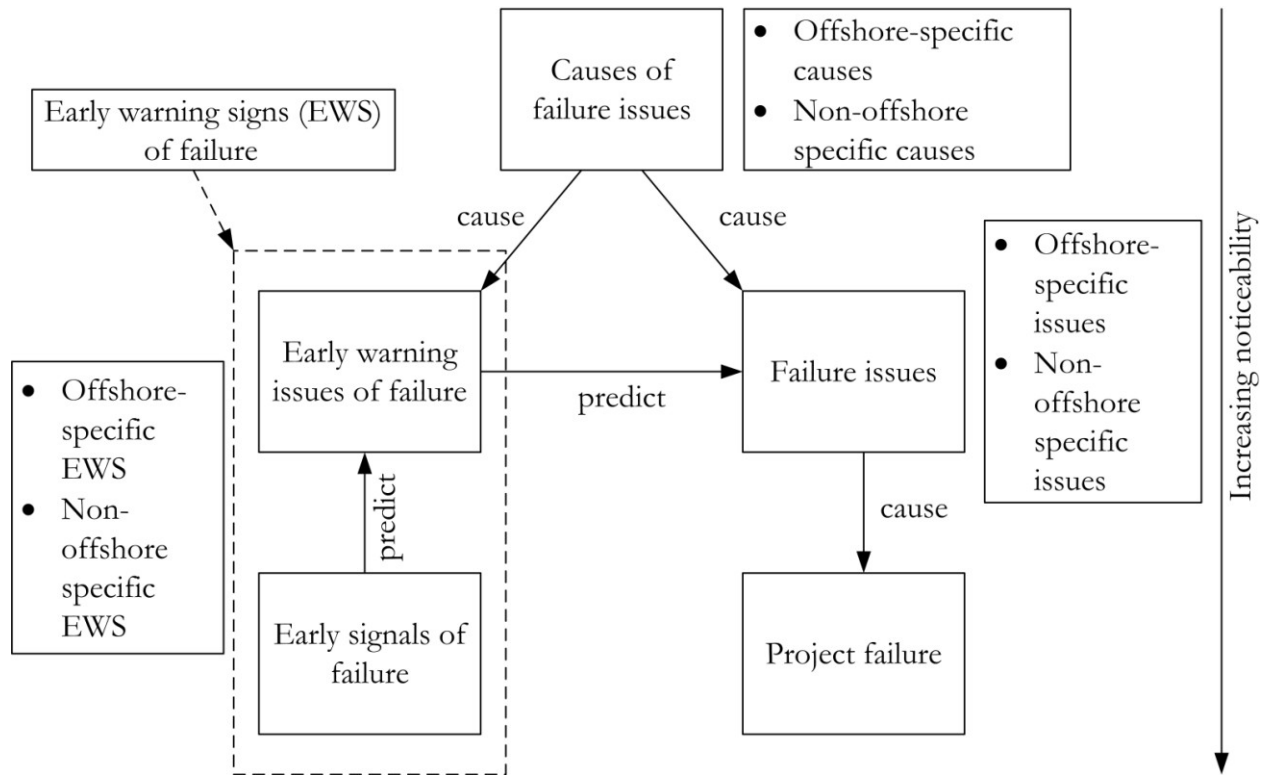 Causes of
failure issues
• Offshore-specific
causes
• Non-offshore
specific causes
Early warning signs (EWS)
of failure
cause
cause
• Offshore-
specific
issues
• Non-
offshore
specific
issues
Increasing noticeability
Early warning
issues of failure
predict
Failure issues
• Offshore-
specific
EWS
• Non-
offshore
specific
EWS
predict
cause
Early signals of
failure
Project failure